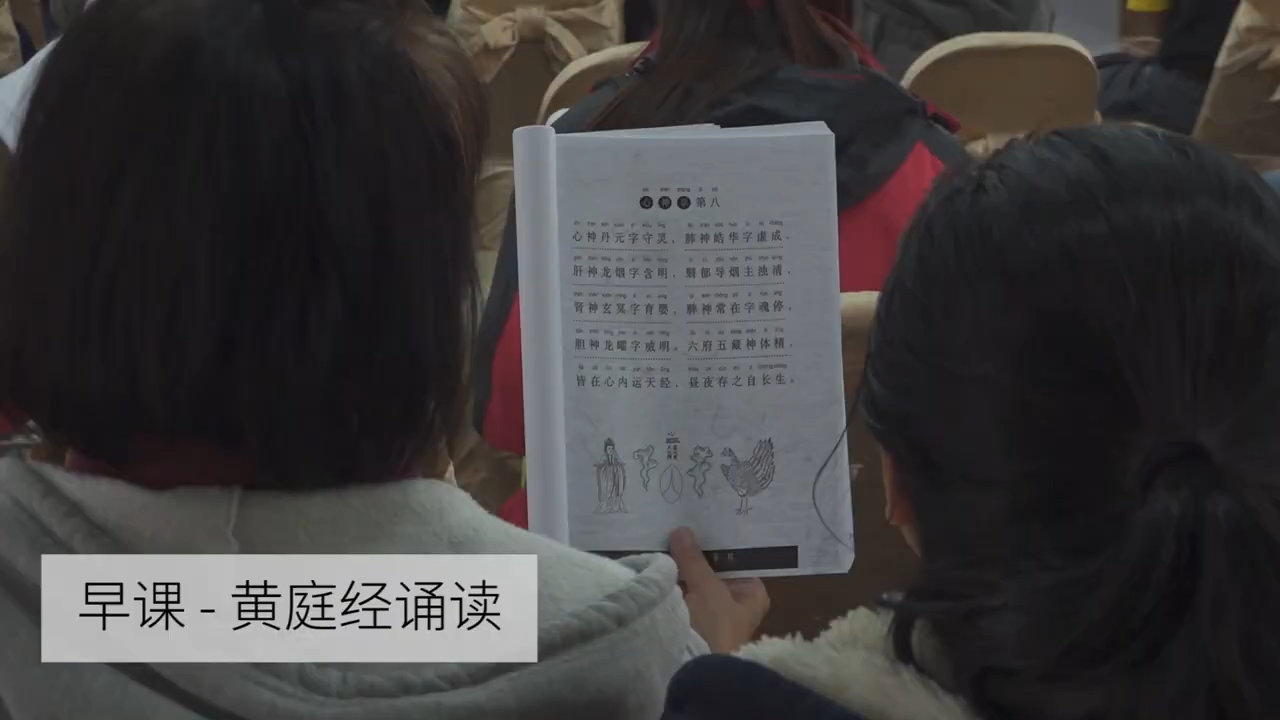 心神章第八
心神丹元字守灵，肺神皓华字虚成。
肝神龙烟字含明，翳郁导烟主浊清。
肾神玄冥字育婴，脾神常在字魂停。
胆神龙曜字威明。六府五藏神体精，
皆在心内运天经，昼夜存之自长生。
早课 - 黄庭经诵读